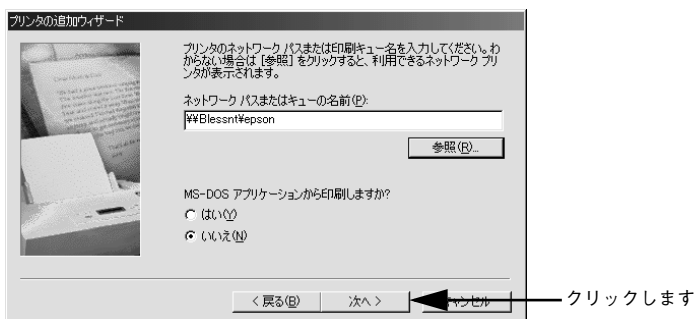 プリンタの追加ウィザード
プリンタのネットワーク パスまたは印刷キュー名を入力してください。わ
からない場合は [参照] をクリックすると、利用できるネットワーク プリ
ンタが表示されます。
ネットワーク パスまたはキューの名前(P):
¥¥Blessnt¥epson
参照(R)...
MS-DOS アプリケーションから印刷しますか?
はい(Y)
いいえ(N)
< 戻る(B)
次へ >
キャンセル
クリックします